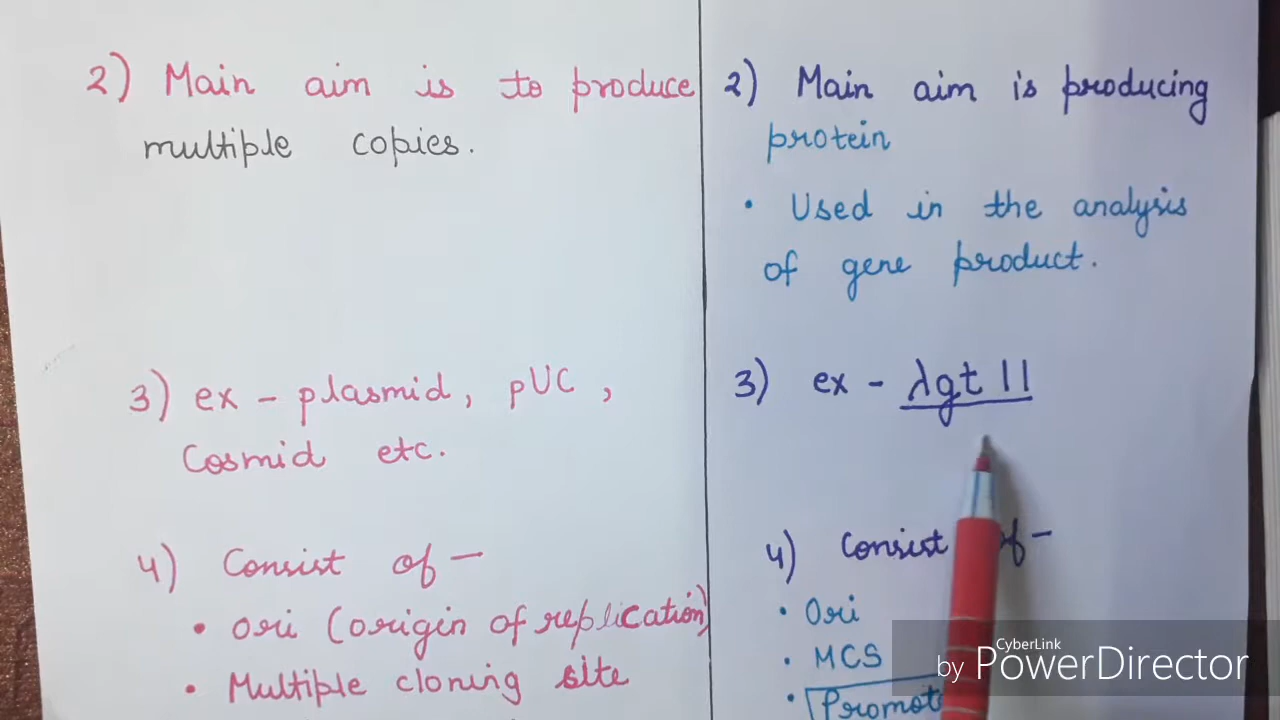 2) Main aim is to produce
multiple copies.
3) ex - plasmid, pUC,
Cosmid etc.
4) Consist of -
• Ori (origin of replication)
• Multiple cloning site
2) Main aim is producing
protein
• Used in the analysis
of gene product.
3) ex - λgt 11
4) Consist of -
• Ori
• MCS
• Promot
CyberLink
by PowerDirector